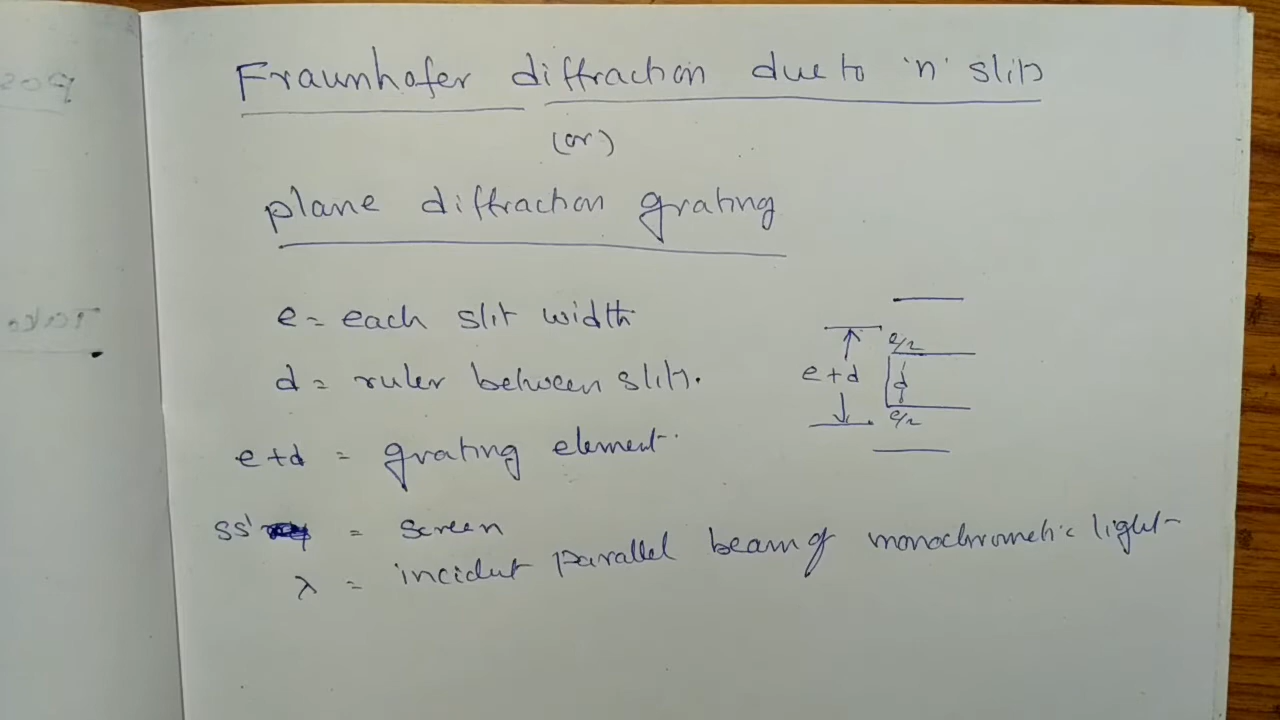 Fraunhofer diffraction due to 'n' slits
(or)
plane diffraction grating
e = each slit width
d = ruler between slits.
e+d = grating element.
SS' = screen
λ = incident parallel beam of monochrometic light
e/2
e+d
d
e/2